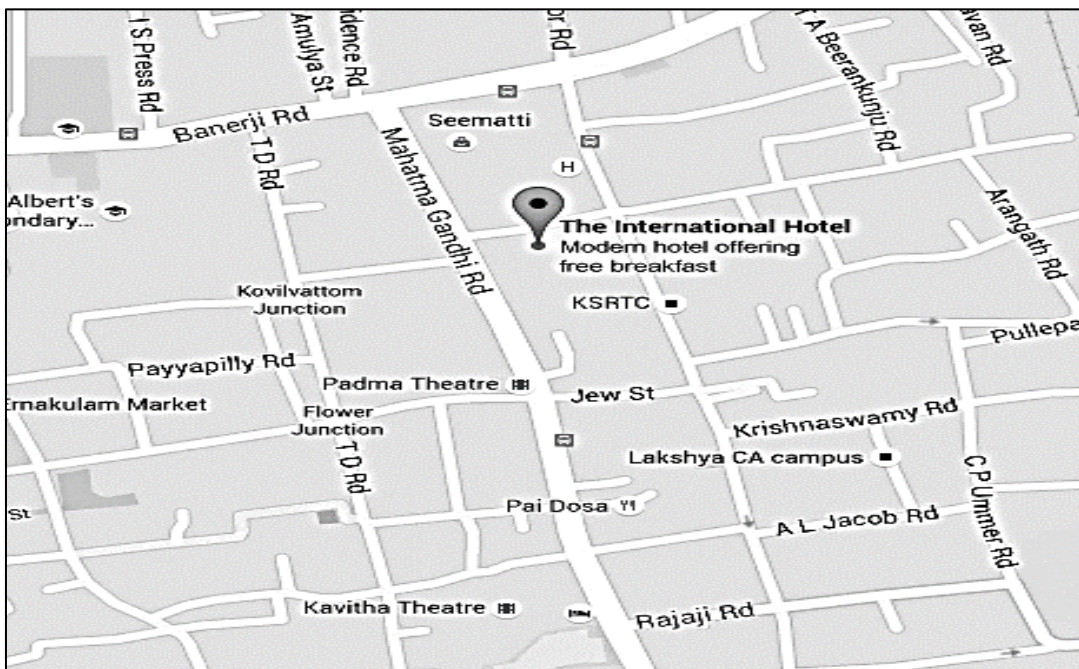 I S Press Rd
Amulya St
idence Rd
or Rd
T A Beerankunju Rd
avan Rd
Banerji Rd
Seematti
T D Rd
Mahatma Gandhi Rd
H
Albert's
ondary...
The International Hotel
Modern hotel offering
free breakfast
Arangath Rd
Kovilvattom
Junction
KSRTC
Pullepa
Payyapilly Rd
Padma Theatre
Jew St
Ernakulam Market
Flower
Junction
Krishnaswamy Rd
T D Rd
Lakshya CA campus
C P Ummer Rd
Pai Dosa
St
A L Jacob Rd
Kavitha Theatre
Rajaji Rd